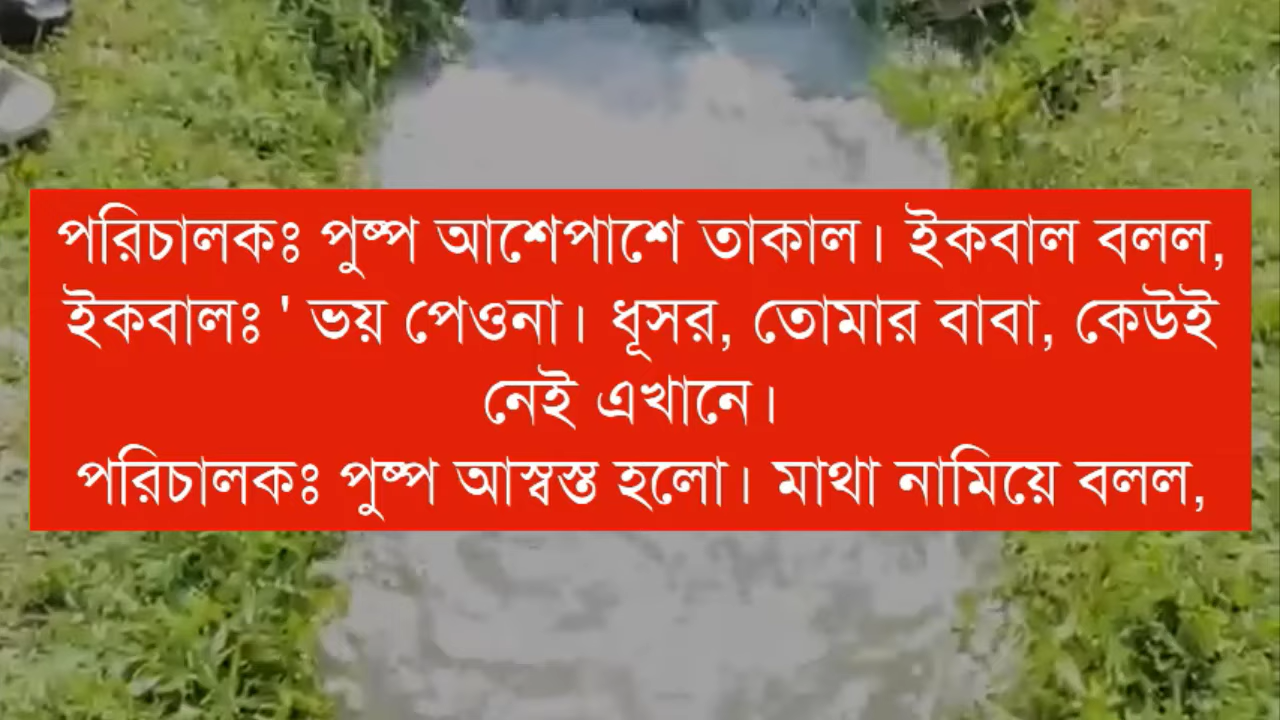 পরিচালকঃ পুষ্প আশেপাশে তাকাল। ইকবাল বলল,
ইকবালঃ ' ভয় পেওনা। ধূসর, তোমার বাবা, কেউই
নেই এখানে।
পরিচালকঃ পুষ্প আস্বস্ত হলো। মাথা নামিয়ে বলল,